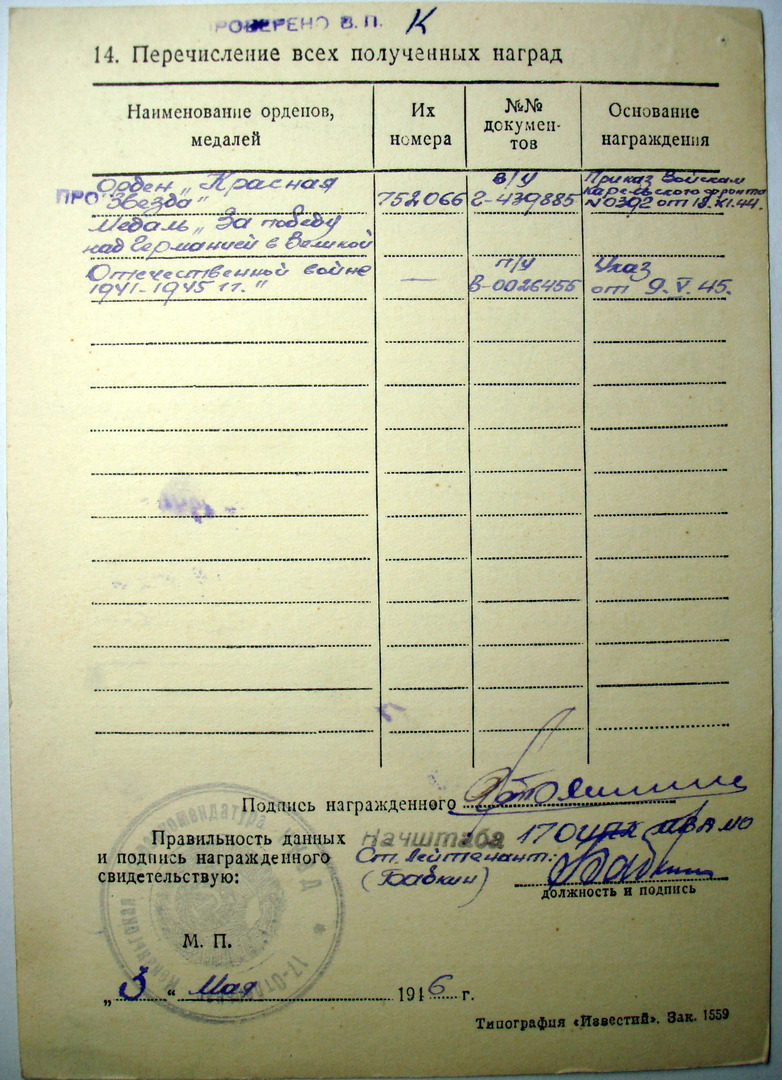 ПРОВЕРЕНО В.П. К
14. Перечисление всех полученных наград
Наименование орденов, медалей
Их номера
№№ докумен-тов
Основание награждения
Орден „Красная
Звезда"
752066
в/у
Г-439885
Приказ Войскам
Карельского фронта
№0392 от 18.XI.44.
ПРО
Медаль „За победу
над Германией в Великой
Отечественной войне
1941-1945 гг."
—
п/у
В-0026455
Указ
от 9.V.45.
Подпись награжденного
Правильность данных
и подпись награжденного
свидетельствую:
Начштаба 17
Ст. Лейтенант:
(Бабкин)
должность и подпись
М. П.
„3" Мая 1946 г.
Типография «Известий». Зак. 1559